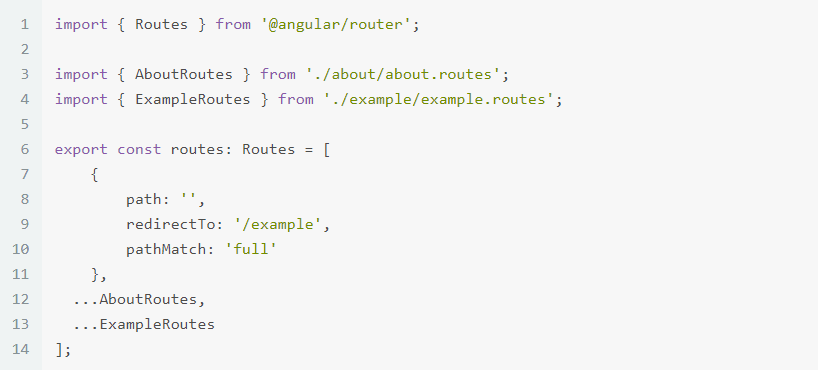 1 import { Routes } from '@angular/router';
2
3 import { AboutRoutes } from './about/about.routes';
4 import { ExampleRoutes } from './example/example.routes';
5
6 export const routes: Routes = [
7     {
8         path: '',
9         redirectTo: '/example',
10         pathMatch: 'full'
11     },
12   ...AboutRoutes,
13   ...ExampleRoutes
14 ];